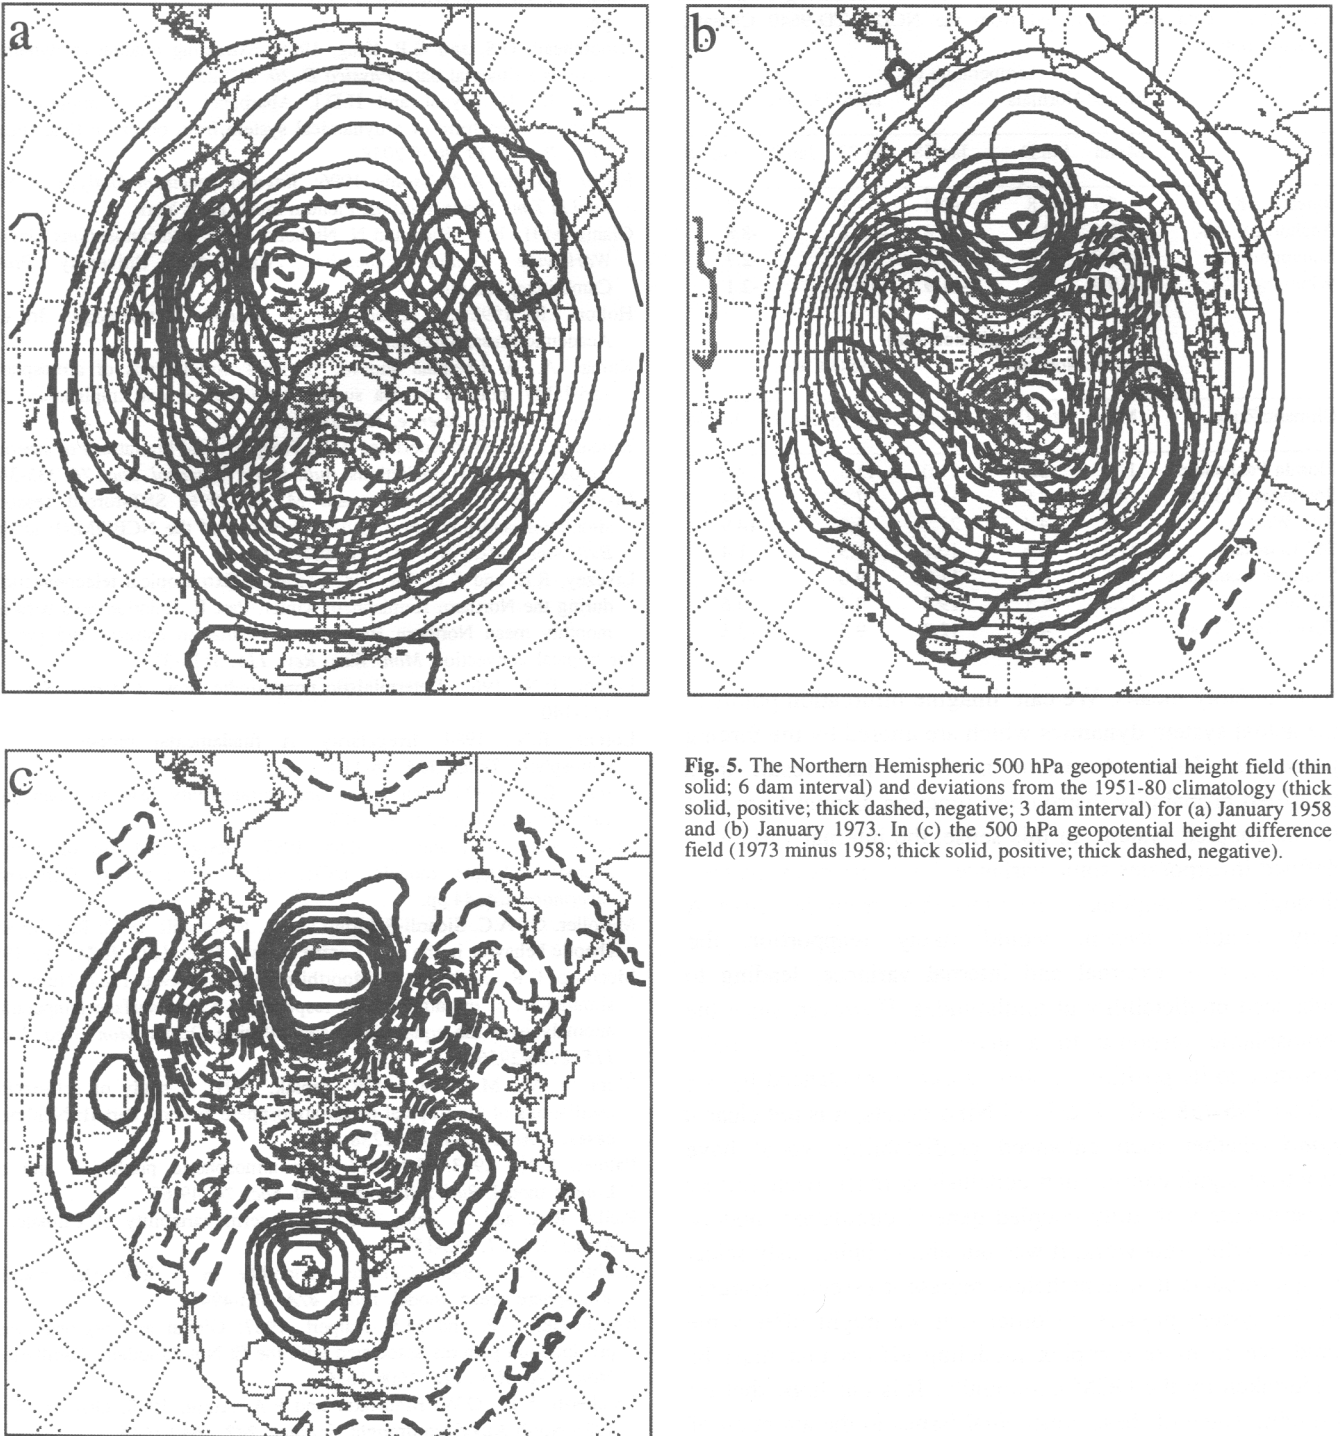 a
b
c
Fig. 5. The Northern Hemispheric 500 hPa geopotential height field (thin
solid; 6 dam interval) and deviations from the 1951-80 climatology (thick
solid, positive; thick dashed, negative; 3 dam interval) for (a) January 1958
and (b) January 1973. In (c) the 500 hPa geopotential height difference
field (1973 minus 1958; thick solid, positive; thick dashed, negative).